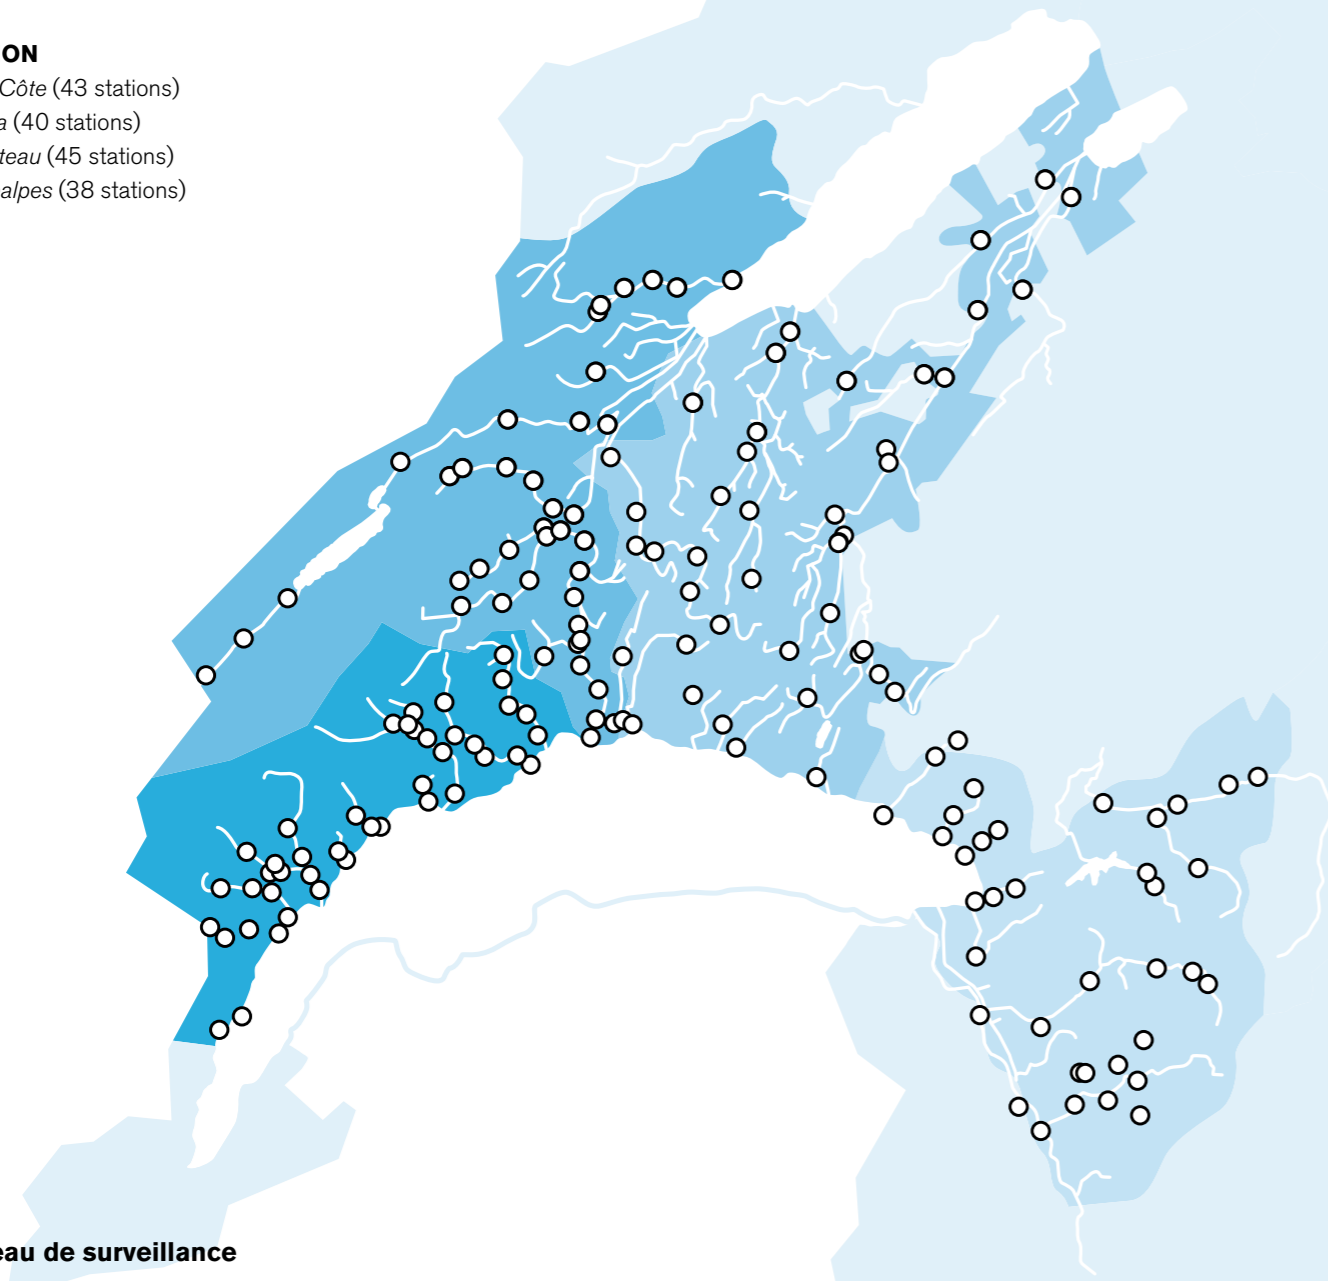 ON
Côte (43 stations)
a (40 stations)
teau (45 stations)
alpes (38 stations)
eau de surveillance